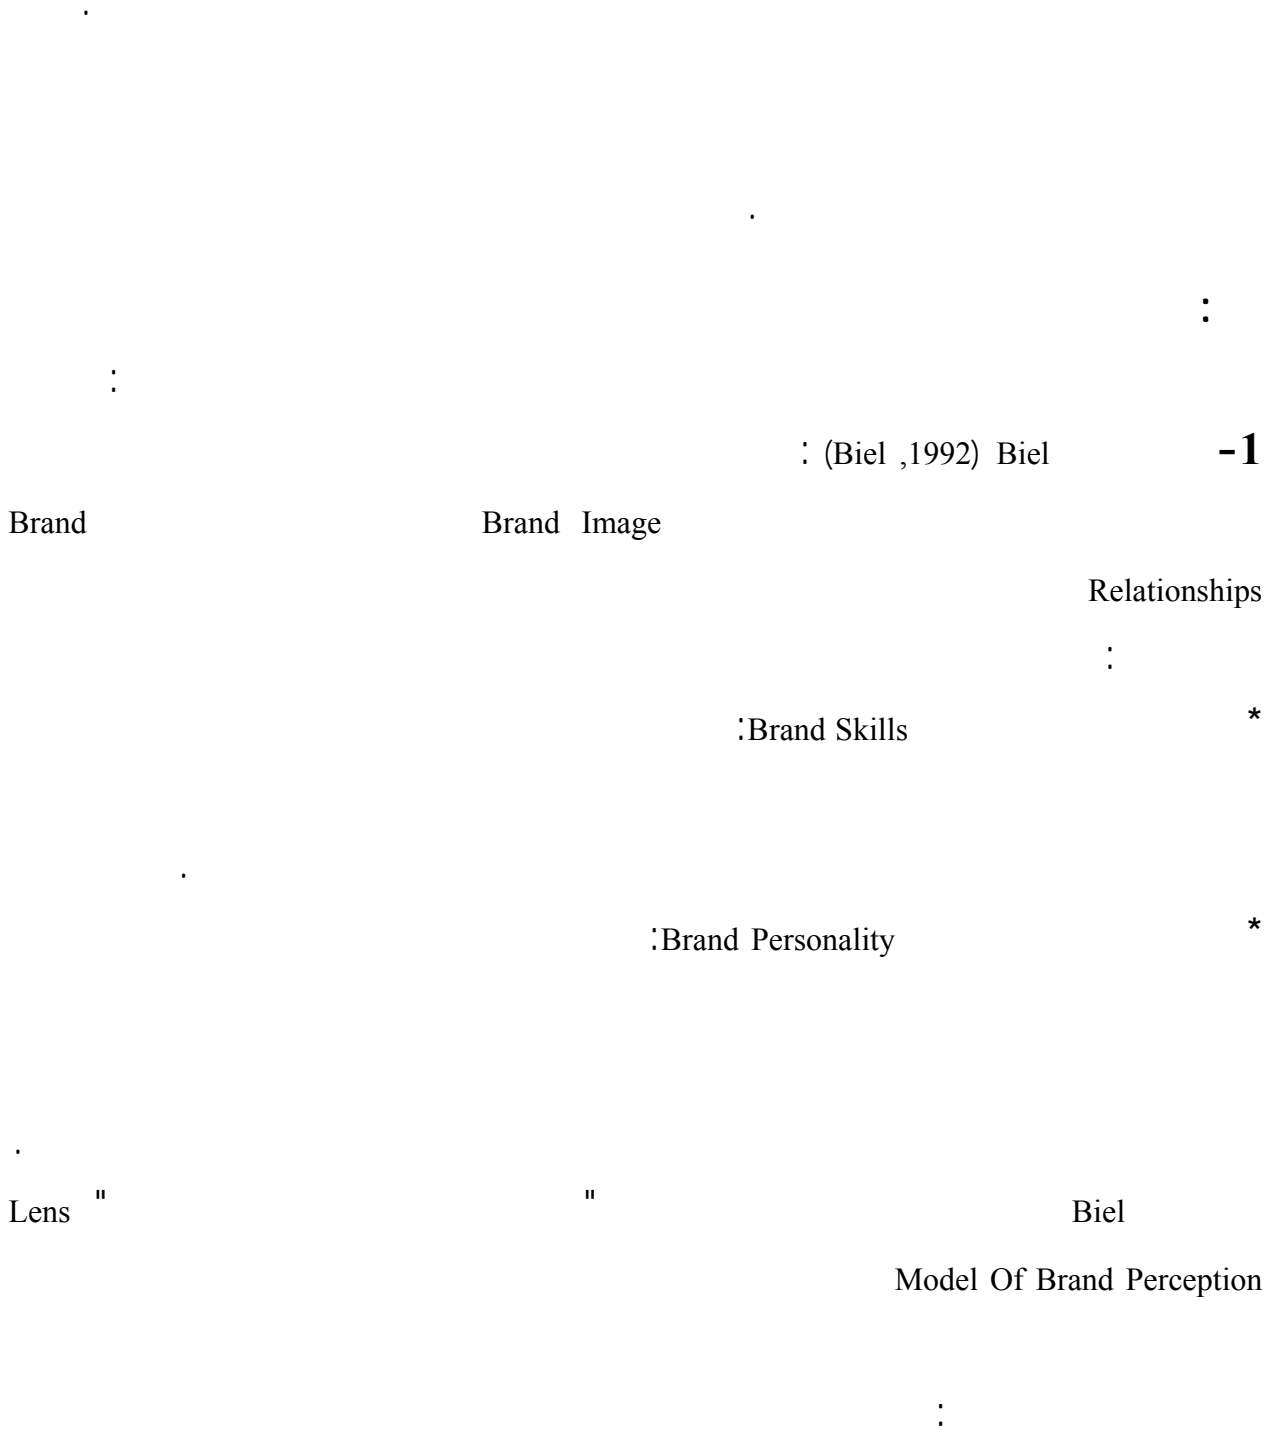 .
.
:
:
-1 Biel (Biel ,1992) :
Brand Image Brand
Relationships
:
* Brand Skills:
.
* Brand Personality:
.
Biel " " Lens
Model Of Brand Perception
: